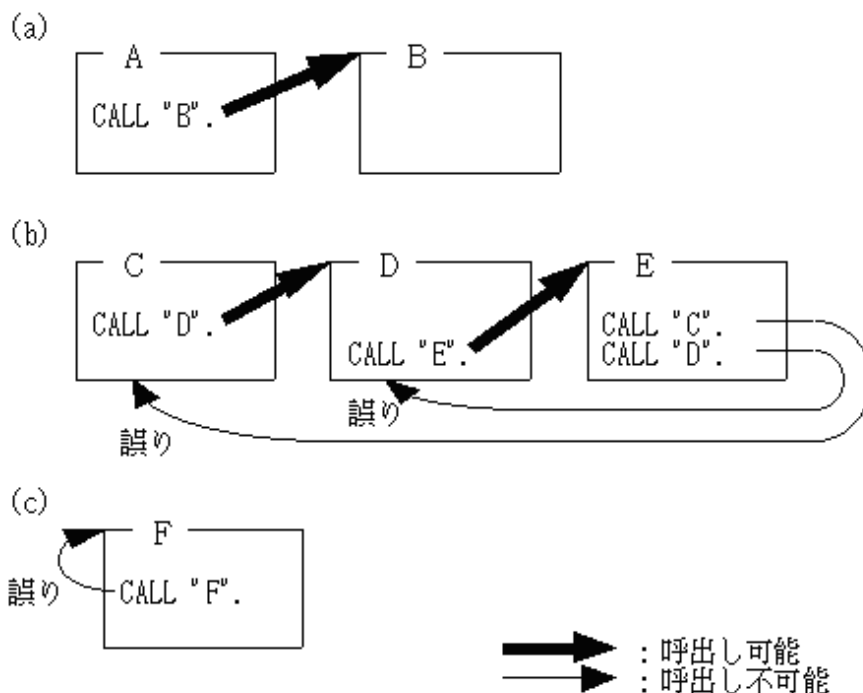 (a)
A
B
CALL "B".
(b)
C
D
E
CALL "D".
CALL "E".
CALL "C".
CALL "D".
誤り
誤り
(c)
F
誤り
CALL "F".
：呼出し可能
：呼出し不可能